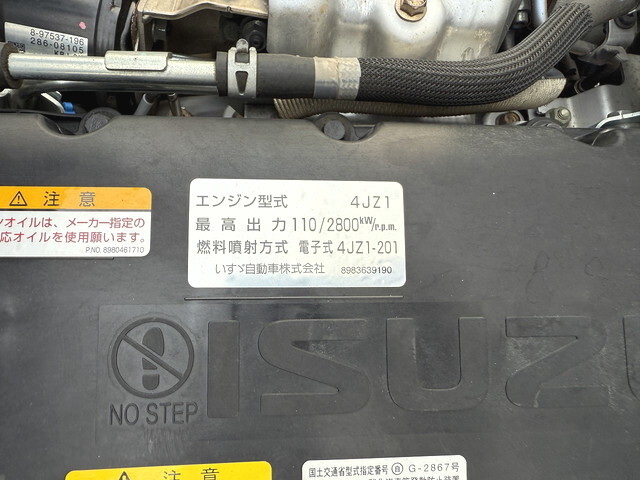 8-97537-196
286-08105
注意
ンオイルは、メーカー指定の
応オイルを使用願います。
P.NO. 8980461710
エンジン型式 4JZ1
最高出力 110/2800kW/r.p.m.
燃料噴射方式 電子式 4JZ1-201
いすゞ自動車株式会社 8983639190
ISUZU
NO STEP
注意
国土交通省型式指定番号 G-2867号